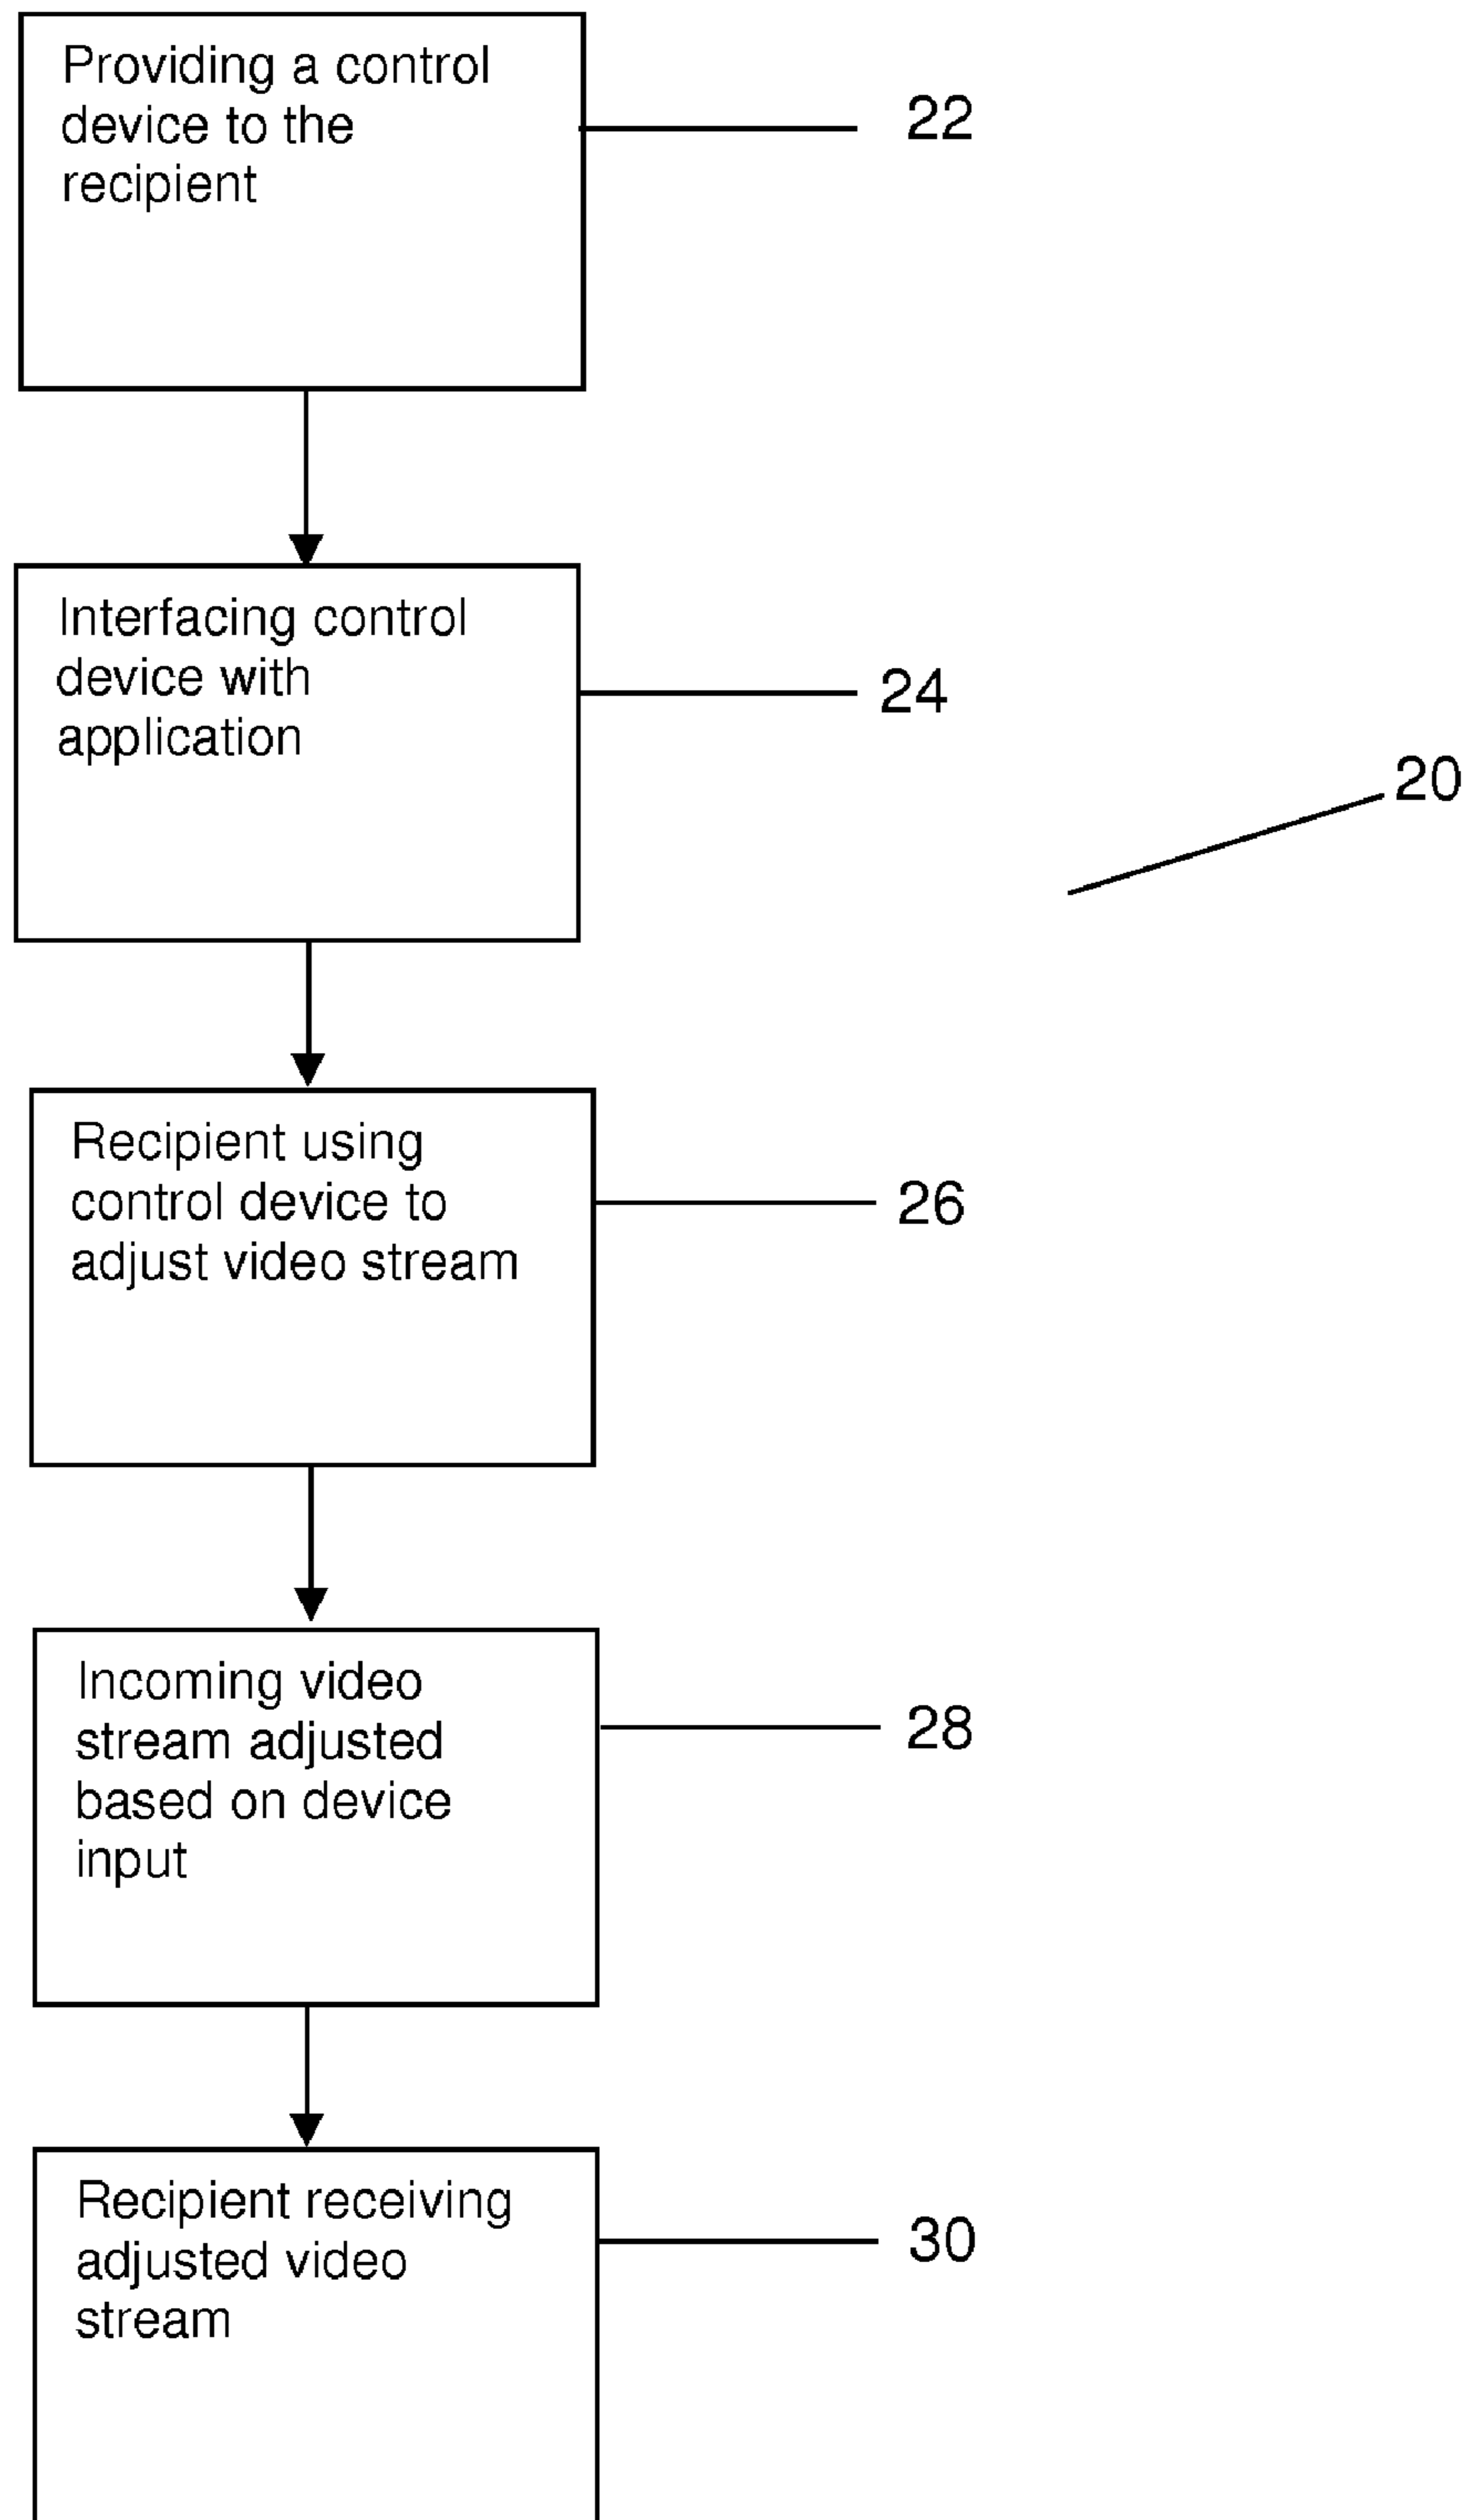 Providing a control
device to the
recipient
22
Interfacing control
device with
application
24
20
Recipient using
control device to
adjust video stream
26
Incoming video
stream adjusted
based on device
input
28
Recipient receiving
adjusted video
stream
30